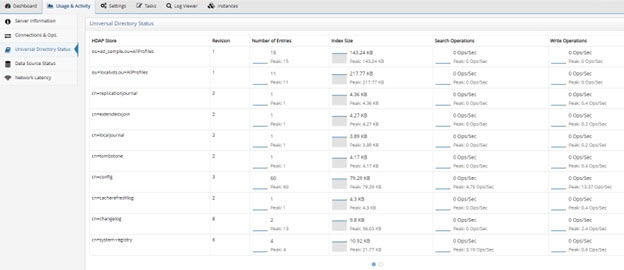 Dashboard Usage & Activity Settings Tasks Log Viewer Instances
Server Information
Connections & Ops.
Universal Directory Status
Data Source Status
Network Latency
Universal Directory Status
HDAP Store Revision Number of Entries Index Size Search Operations Write Operations
ou=ad_sample,ou=AllProfiles 1 15 143.24 KB 0 Ops/Sec 0 Ops/Sec
Peak: 15 Peak: 143.24 KB Peak: 0 Ops/Sec Peak: 0 Ops/Sec
ou=localvds,ou=AllProfiles 1 11 217.77 KB 0 Ops/Sec 0 Ops/Sec
Peak: 11 Peak: 217.77 KB Peak: 0 Ops/Sec Peak: 0 Ops/Sec
cn=replicationjournal 2 1 4.36 KB 0 Ops/Sec 0 Ops/Sec
Peak: 1 Peak: 4.36 KB Peak: 0 Ops/Sec Peak: 0.4 Ops/Sec
cn=extendedxjoin 2 1 4.27 KB 0 Ops/Sec 0 Ops/Sec
Peak: 1 Peak: 4.27 KB Peak: 0 Ops/Sec Peak: 0.2 Ops/Sec
cn=localjournal 2 1 3.89 KB 0 Ops/Sec 0 Ops/Sec
Peak: 1 Peak: 3.89 KB Peak: 0 Ops/Sec Peak: 0.2 Ops/Sec
cn=tombstone 2 1 4.17 KB 0 Ops/Sec 0 Ops/Sec
Peak: 1 Peak: 4.17 KB Peak: 0 Ops/Sec Peak: 0.4 Ops/Sec
cn=config 3 60 79.29 KB 0 Ops/Sec 0 Ops/Sec
Peak: 60 Peak: 79.29 KB Peak: 4.79 Ops/Sec Peak: 13.37 Ops/Sec
cn=cacherefreshlog 2 1 4.3 KB 0 Ops/Sec 0 Ops/Sec
Peak: 1 Peak: 4.3 KB Peak: 0 Ops/Sec Peak: 0.4 Ops/Sec
cn=changelog 2 9.8 KB 0 Ops/Sec 0 Ops/Sec
Peak: 13 Peak: 56.03 KB Peak: 0 Ops/Sec Peak: 2.4 Ops/Sec
cn=system-registry 4 10.92 KB 0 Ops/Sec 0 Ops/Sec
Peak: 4 Peak: 21.77 KB Peak: Ops/Sec Peak: Ops/Sec